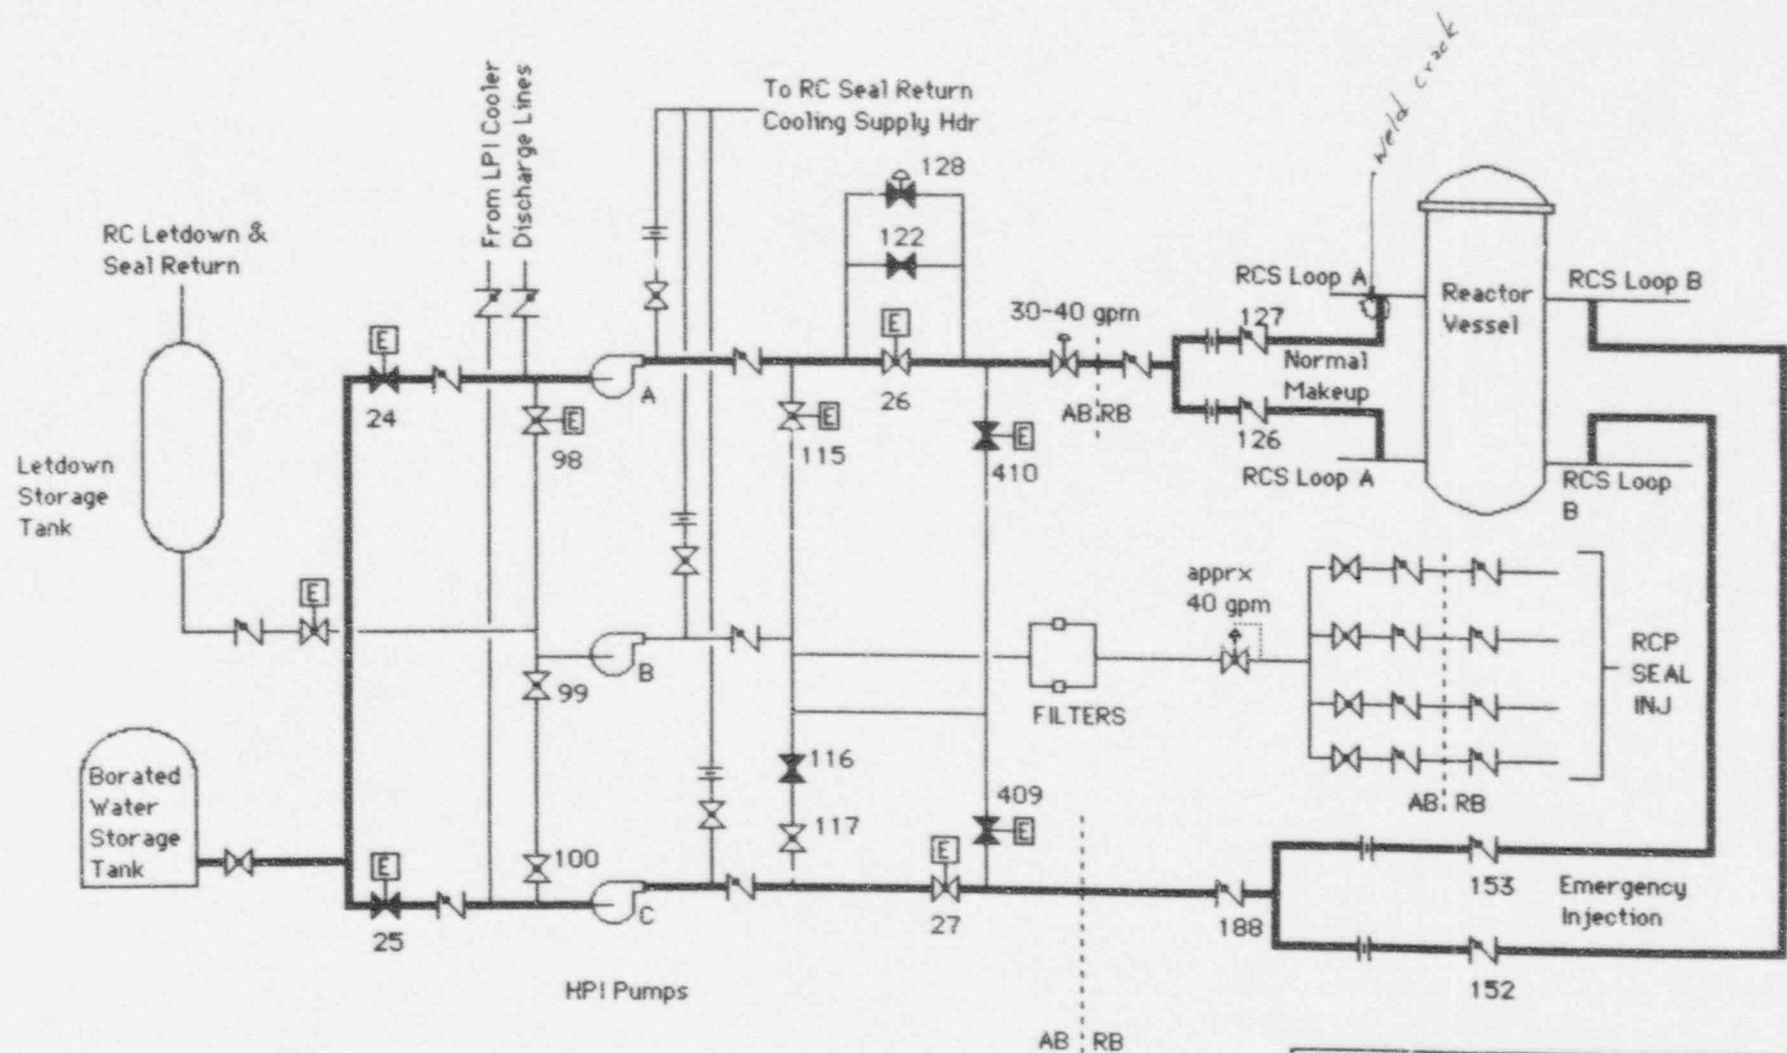 weld crack
From LPI Cooler
Discharge Lines
To RC Seal Return
Cooling Supply Hdr
128
RC Letdown &
Seal Return
122
RCS Loop A
Reactor
Vessel
RCS Loop B
30-40 gpm
127
E
E
Normal
Makeup
A
24
26
AB RB
E
E
126
E
98
115
410
Letdown
Storage
Tank
RCS Loop A
RCS Loop
B
apprx
40 gpm
E
RCP
SEAL
INJ
B
99
FILTERS
116
Borated
Water
Storage
Tank
409
AB RB
117
E
E
100
E
153
Emergency
Injection
C
25
27
188
HPI Pumps
152
AB RB